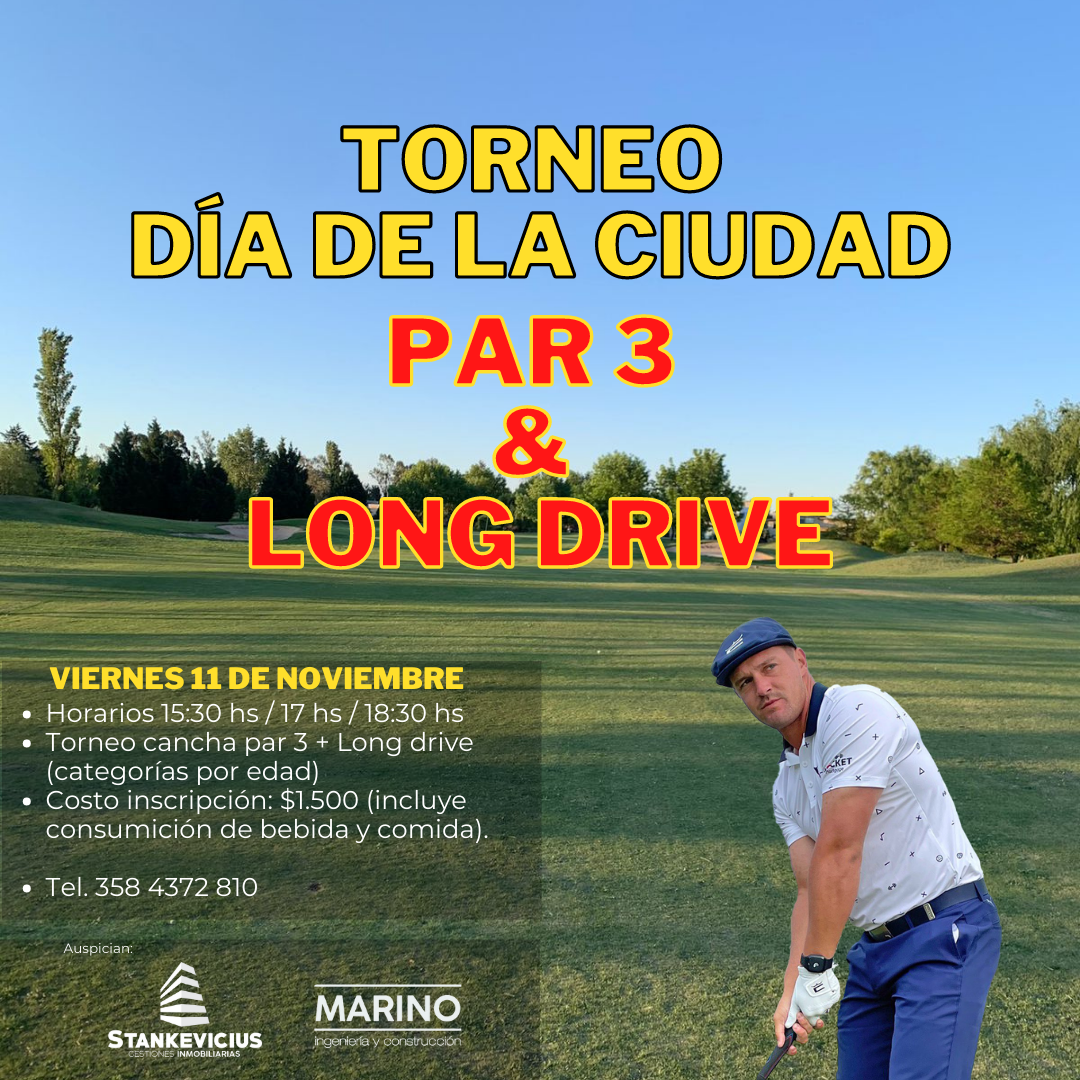 TORNEO
DÍA DE LA CIUDAD
PAR 3
&
LONG DRIVE
VIERNES 11 DE NOVIEMBRE
• Horarios 15:30 hs / 17 hs / 18:30 hs
• Torneo cancha par 3 + Long drive
(categorías por edad)
• Costo inscripción: $1.500 (incluye
consumición de bebida y comida).
• Tel. 358 4372 810
Auspician:
STANKEVICIUS
GESTIONES INMOBILIARIAS
MARINO
ingeniería y construcción